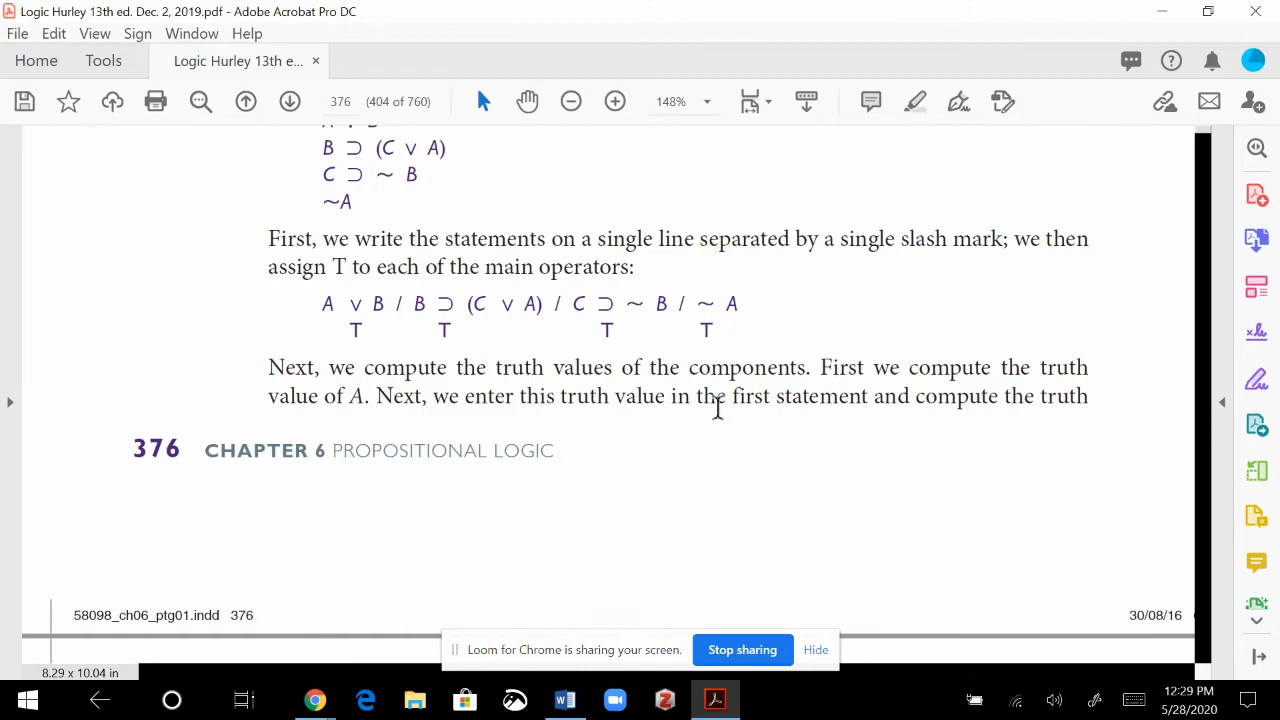 Logic Hurley 13th ed. Dec. 2, 2019.pdf - Adobe Acrobat Pro DC
File Edit View Sign Window Help
Home Tools Logic Hurley 13th e... ×
376 (404 of 760) 148%
B ⊃ (C ∨ A)
C ⊃ ~ B
~A
First, we write the statements on a single line separated by a single slash mark; we then
assign T to each of the main operators:
A ∨ B / B ⊃ (C ∨ A) / C ⊃ ~ B / ~ A
T T T T
Next, we compute the truth values of the components. First we compute the truth
value of A. Next, we enter this truth value in the first statement and compute the truth
376 CHAPTER 6 PROPOSITIONAL LOGIC
58098_ch06_ptg01.indd 376 30/08/16
Loom for Chrome is sharing your screen. Stop sharing Hide
8.29 x 10.04 in
12:29 PM
5/28/2020